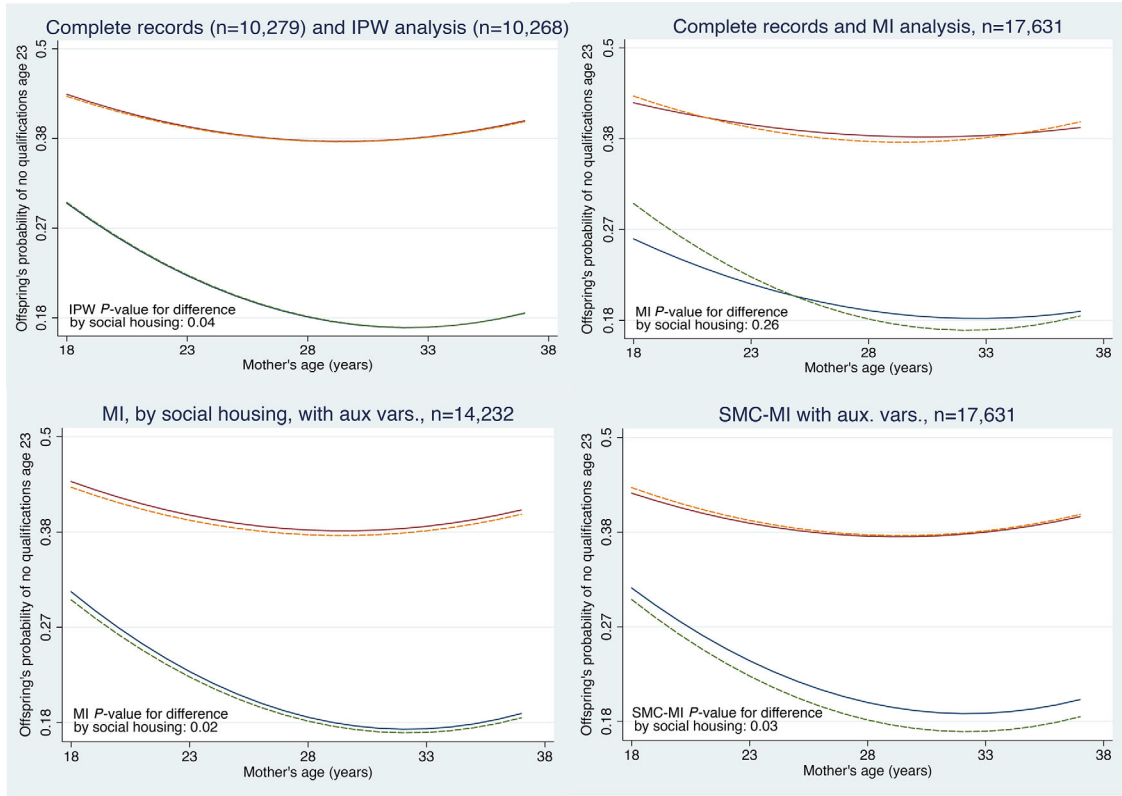 Complete records (n=10,279) and IPW analysis (n=10,268)
Offspring's probability of no qualifications age 23
0.5
0.38
0.27
0.18
IPW P-value for difference
by social housing: 0.04
18
23
28
33
38
Mother's age (years)
Complete records and MI analysis, n=17,631
Offspring's probability of no qualifications age 23
0.5
0.38
0.27
0.18
MI P-value for difference
by social housing: 0.26
18
23
28
33
38
Mother's age (years)
MI, by social housing, with aux vars., n=14,232
Offspring's probability of no qualifications age 23
0.5
0.38
0.27
0.18
MI P-value for difference
by social housing: 0.02
18
23
28
33
38
Mother's age (years)
SMC-MI with aux. vars., n=17,631
Offspring's probability of no qualifications age 23
0.5
0.38
0.27
0.18
SMC-MI P-value for difference
by social housing: 0.03
18
23
28
33
38
Mother's age (years)